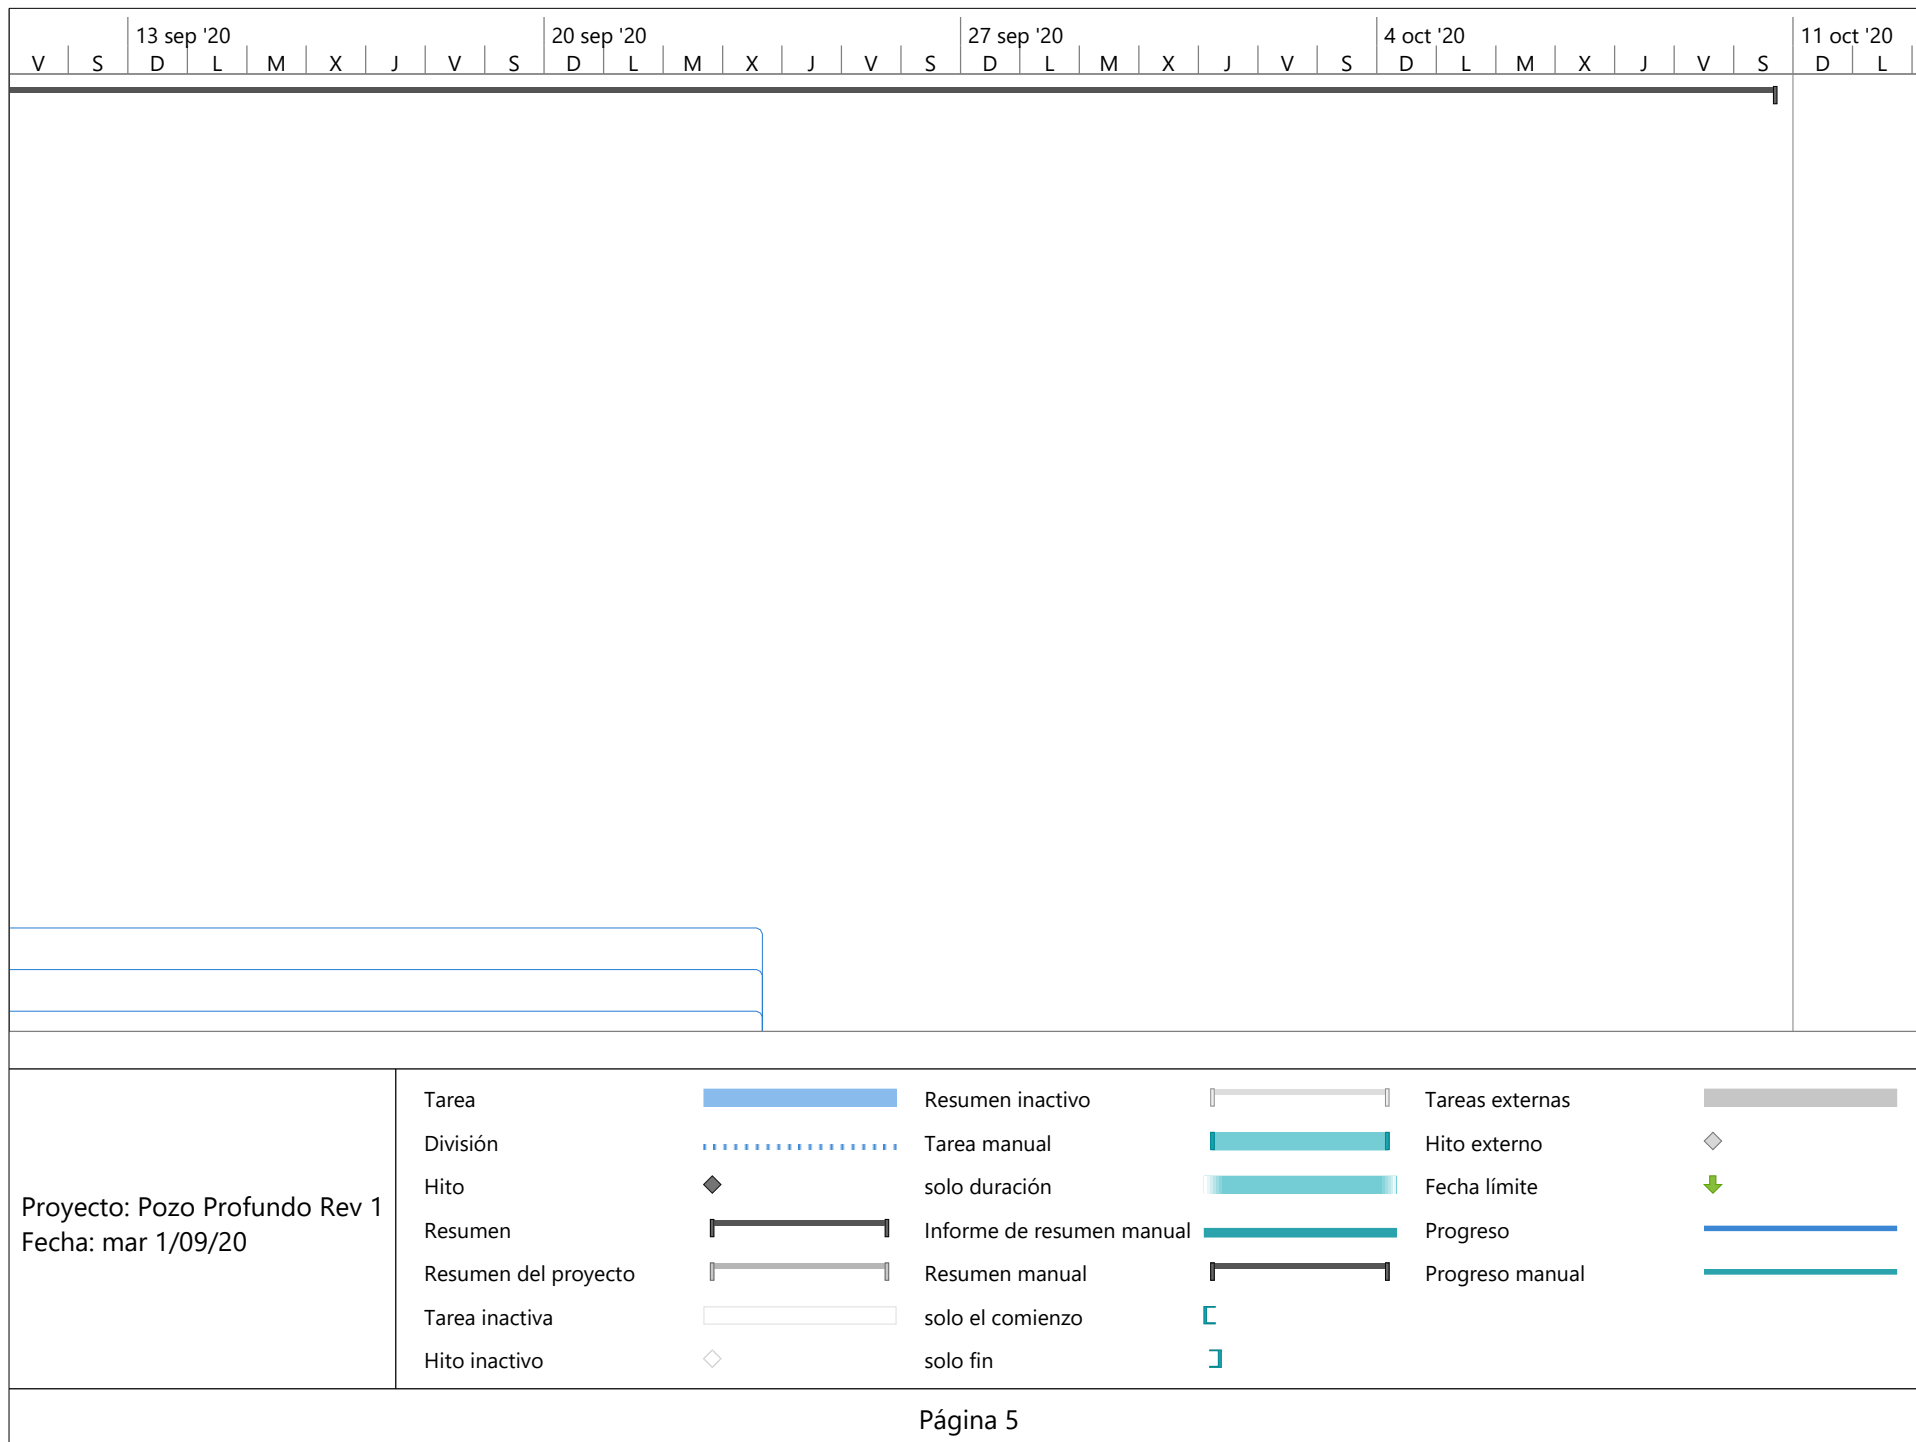 13 sep '20 20 sep '20 27 sep '20 4 oct '20 11 oct '20
V S D L M X J V S D L M X J V S D L M X J V S D L M X J V S D L
Proyecto: Pozo Profundo Rev 1
Fecha: mar 1/09/20
Tarea
División
Hito
Resumen
Resumen del proyecto
Tarea inactiva
Hito inactivo
Resumen inactivo
Tarea manual
solo duración
Informe de resumen manual
Resumen manual
solo el comienzo
solo fin
Tareas externas
Hito externo
Fecha límite
Progreso
Progreso manual
Página 5